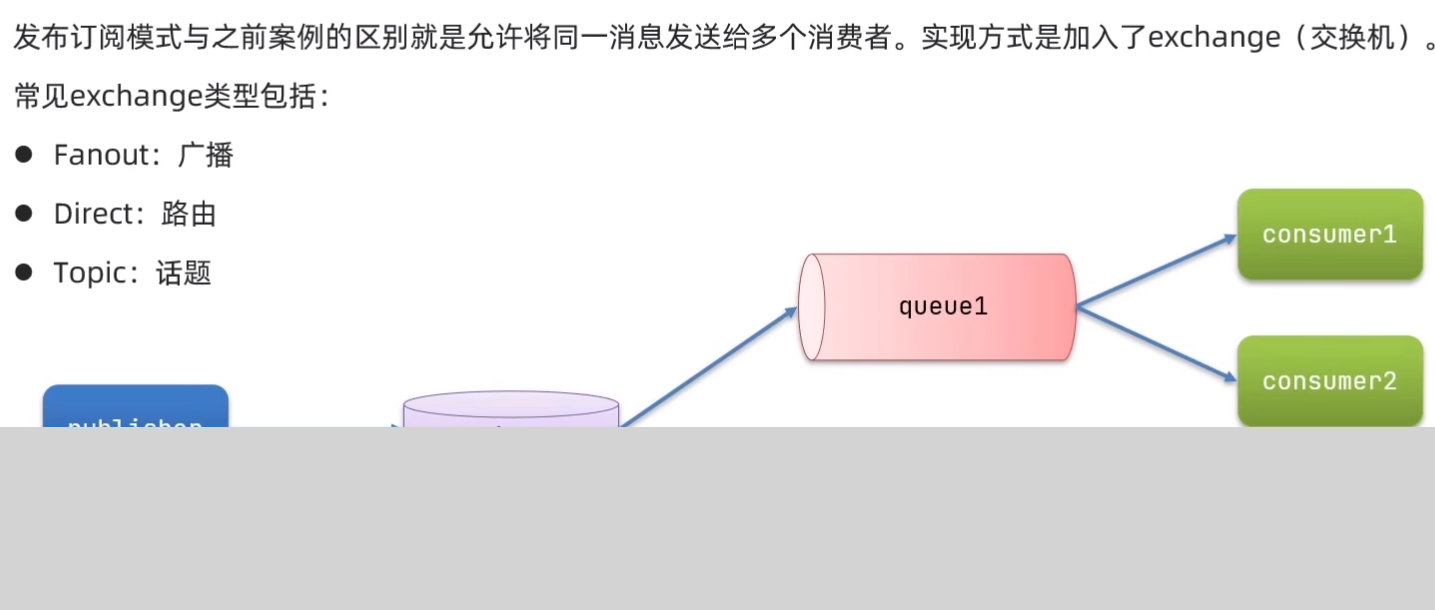 发布订阅模式与之前案例的区别就是允许将同一消息发送给多个消费者。实现方式是加入了exchange（交换机）。
常见exchange类型包括：
● Fanout：广播
● Direct：路由
● Topic：话题
consumer1
queue1
consumer2